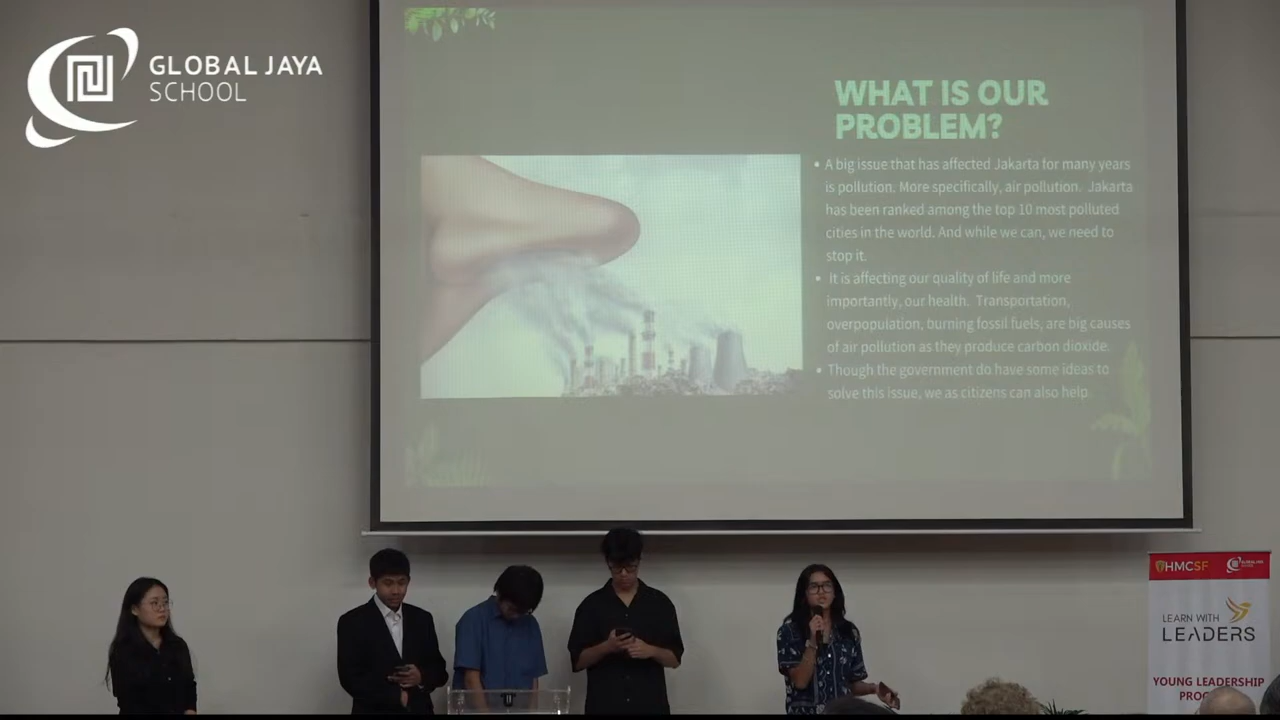 GLOBAL JAYA
SCHOOL
WHAT IS OUR
PROBLEM?
• A big issue that has affected Jakarta for many years
is pollution. More specifically, air pollution. Jakarta
has been ranked among the top 10 most polluted
cities in the world. And while we can, we need to
stop it.
• It is affecting our quality of life and more
importantly, our health. Transportation,
overpopulation, burning fossil fuels, are big causes
of air pollution as they produce carbon dioxide.
• Though the government do have some ideas to
solve this issue, we as citizens can also help.
HMCSF
GLOBAL JAYA
SCHOOL
LEARN WITH
LEADERS
YOUNG LEADERSHIP